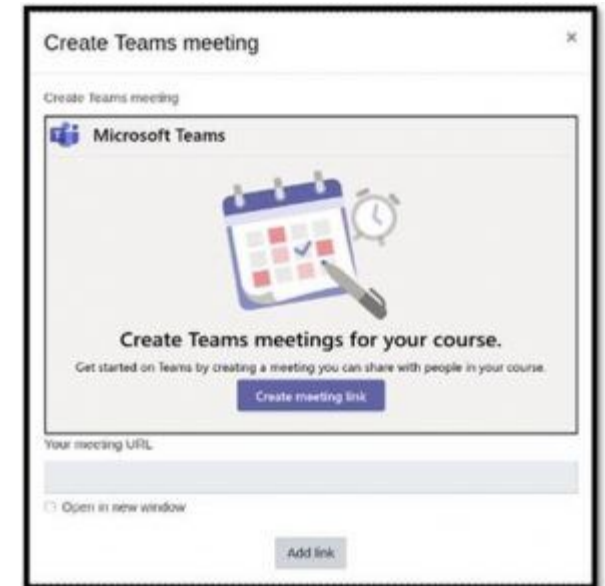 Create Teams meeting
×
Create Teams meeting
Microsoft Teams
Create Teams meetings for your course.
Get started on Teams by creating a meeting you can share with people in your course.
Create meeting link
Your meeting URL
Open in new window
Add link